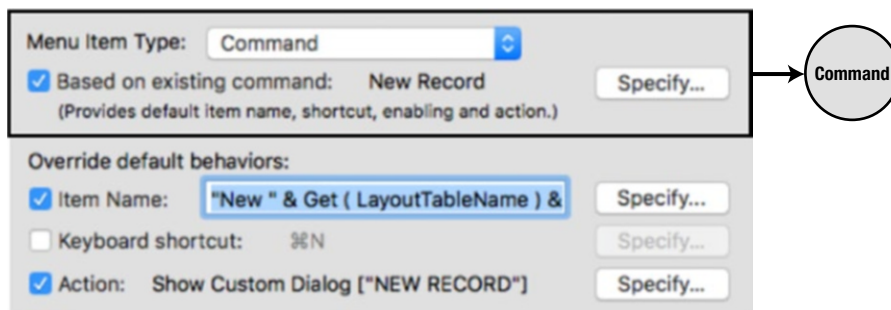 Menu Item Type: Command
Based on existing command: New Record Specify...
(Provides default item name, shortcut, enabling and action.)
Command
Override default behaviors:
Item Name: "New " & Get ( LayoutTableName ) & Specify...
Keyboard shortcut: ⌘N Specify...
Action: Show Custom Dialog ["NEW RECORD"] Specify...